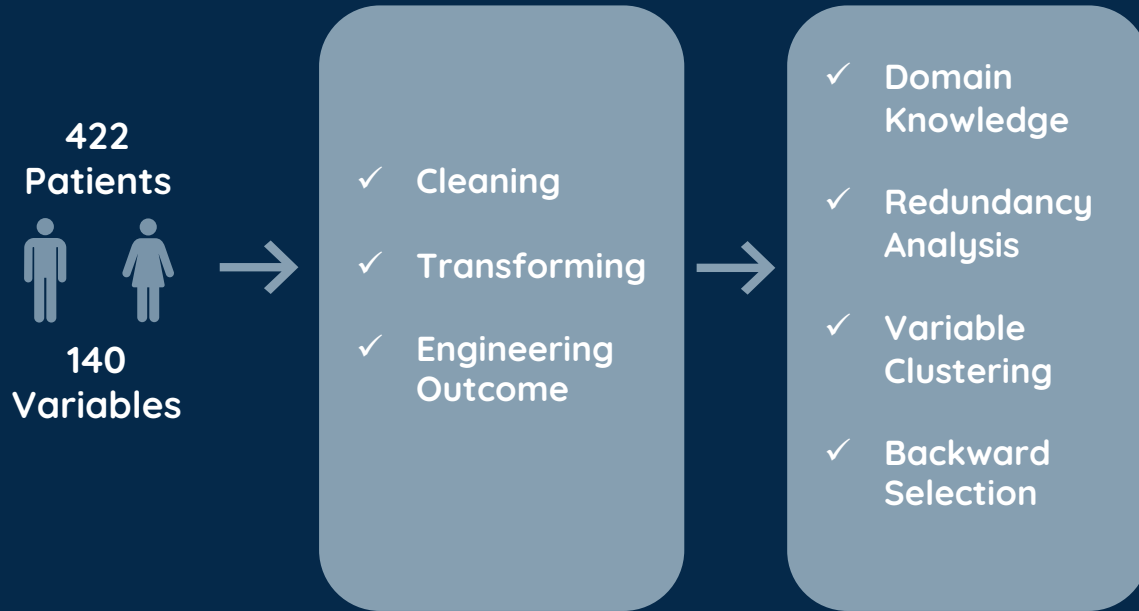 422
Patients
140
Variables
✓ Cleaning
✓ Transforming
✓ Engineering
Outcome
✓ Domain
Knowledge
✓ Redundancy
Analysis
✓ Variable
Clustering
✓ Backward
Selection